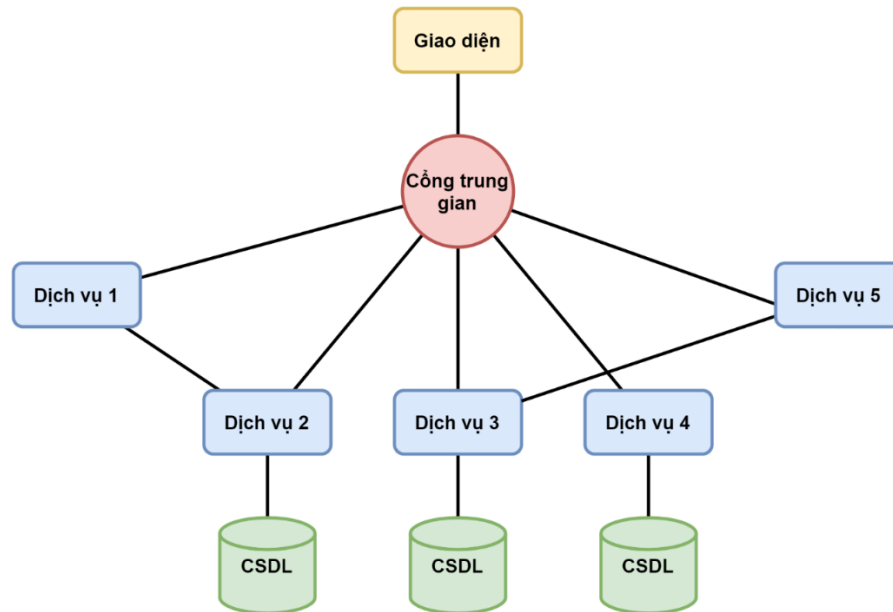 Giao diện
Cổng trung
gian
Dịch vụ 1
Dịch vụ 5
Dịch vụ 2
Dịch vụ 3
Dịch vụ 4
CSDL
CSDL
CSDL